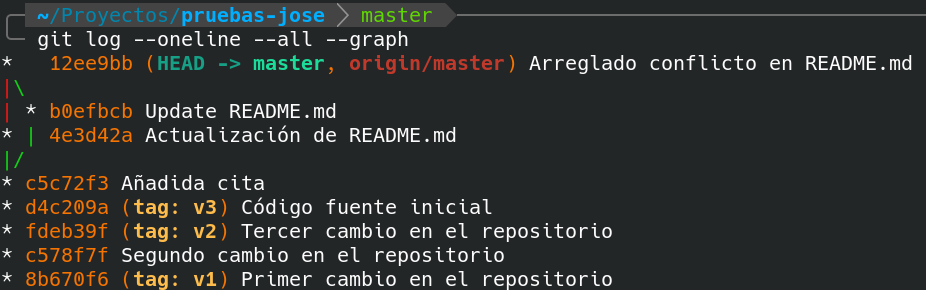 ~/Proyectos/pruebas-jose master
git log --oneline --all --graph
*   12ee9bb (HEAD -> master, origin/master) Arreglado conflicto en README.md
|\
| * b0efbcb Update README.md
* | 4e3d42a Actualización de README.md
|/
* c5c72f3 Añadida cita
* d4c209a (tag: v3) Código fuente inicial
* fdeb39f (tag: v2) Tercer cambio en el repositorio
* c578f7f Segundo cambio en el repositorio
* 8b670f6 (tag: v1) Primer cambio en el repositorio